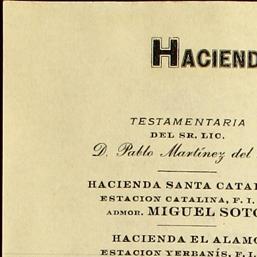 HACIEND
TESTAMENTARIA
DEL SR. LIC.
D. Pablo Martínez del
HACIENDA SANTA CATA
ESTACION CATALINA, F. I.
ADMOR. MIGUEL SOTO
HACIENDA EL ALAMO
ESTACION YERBANÍS, F. I.